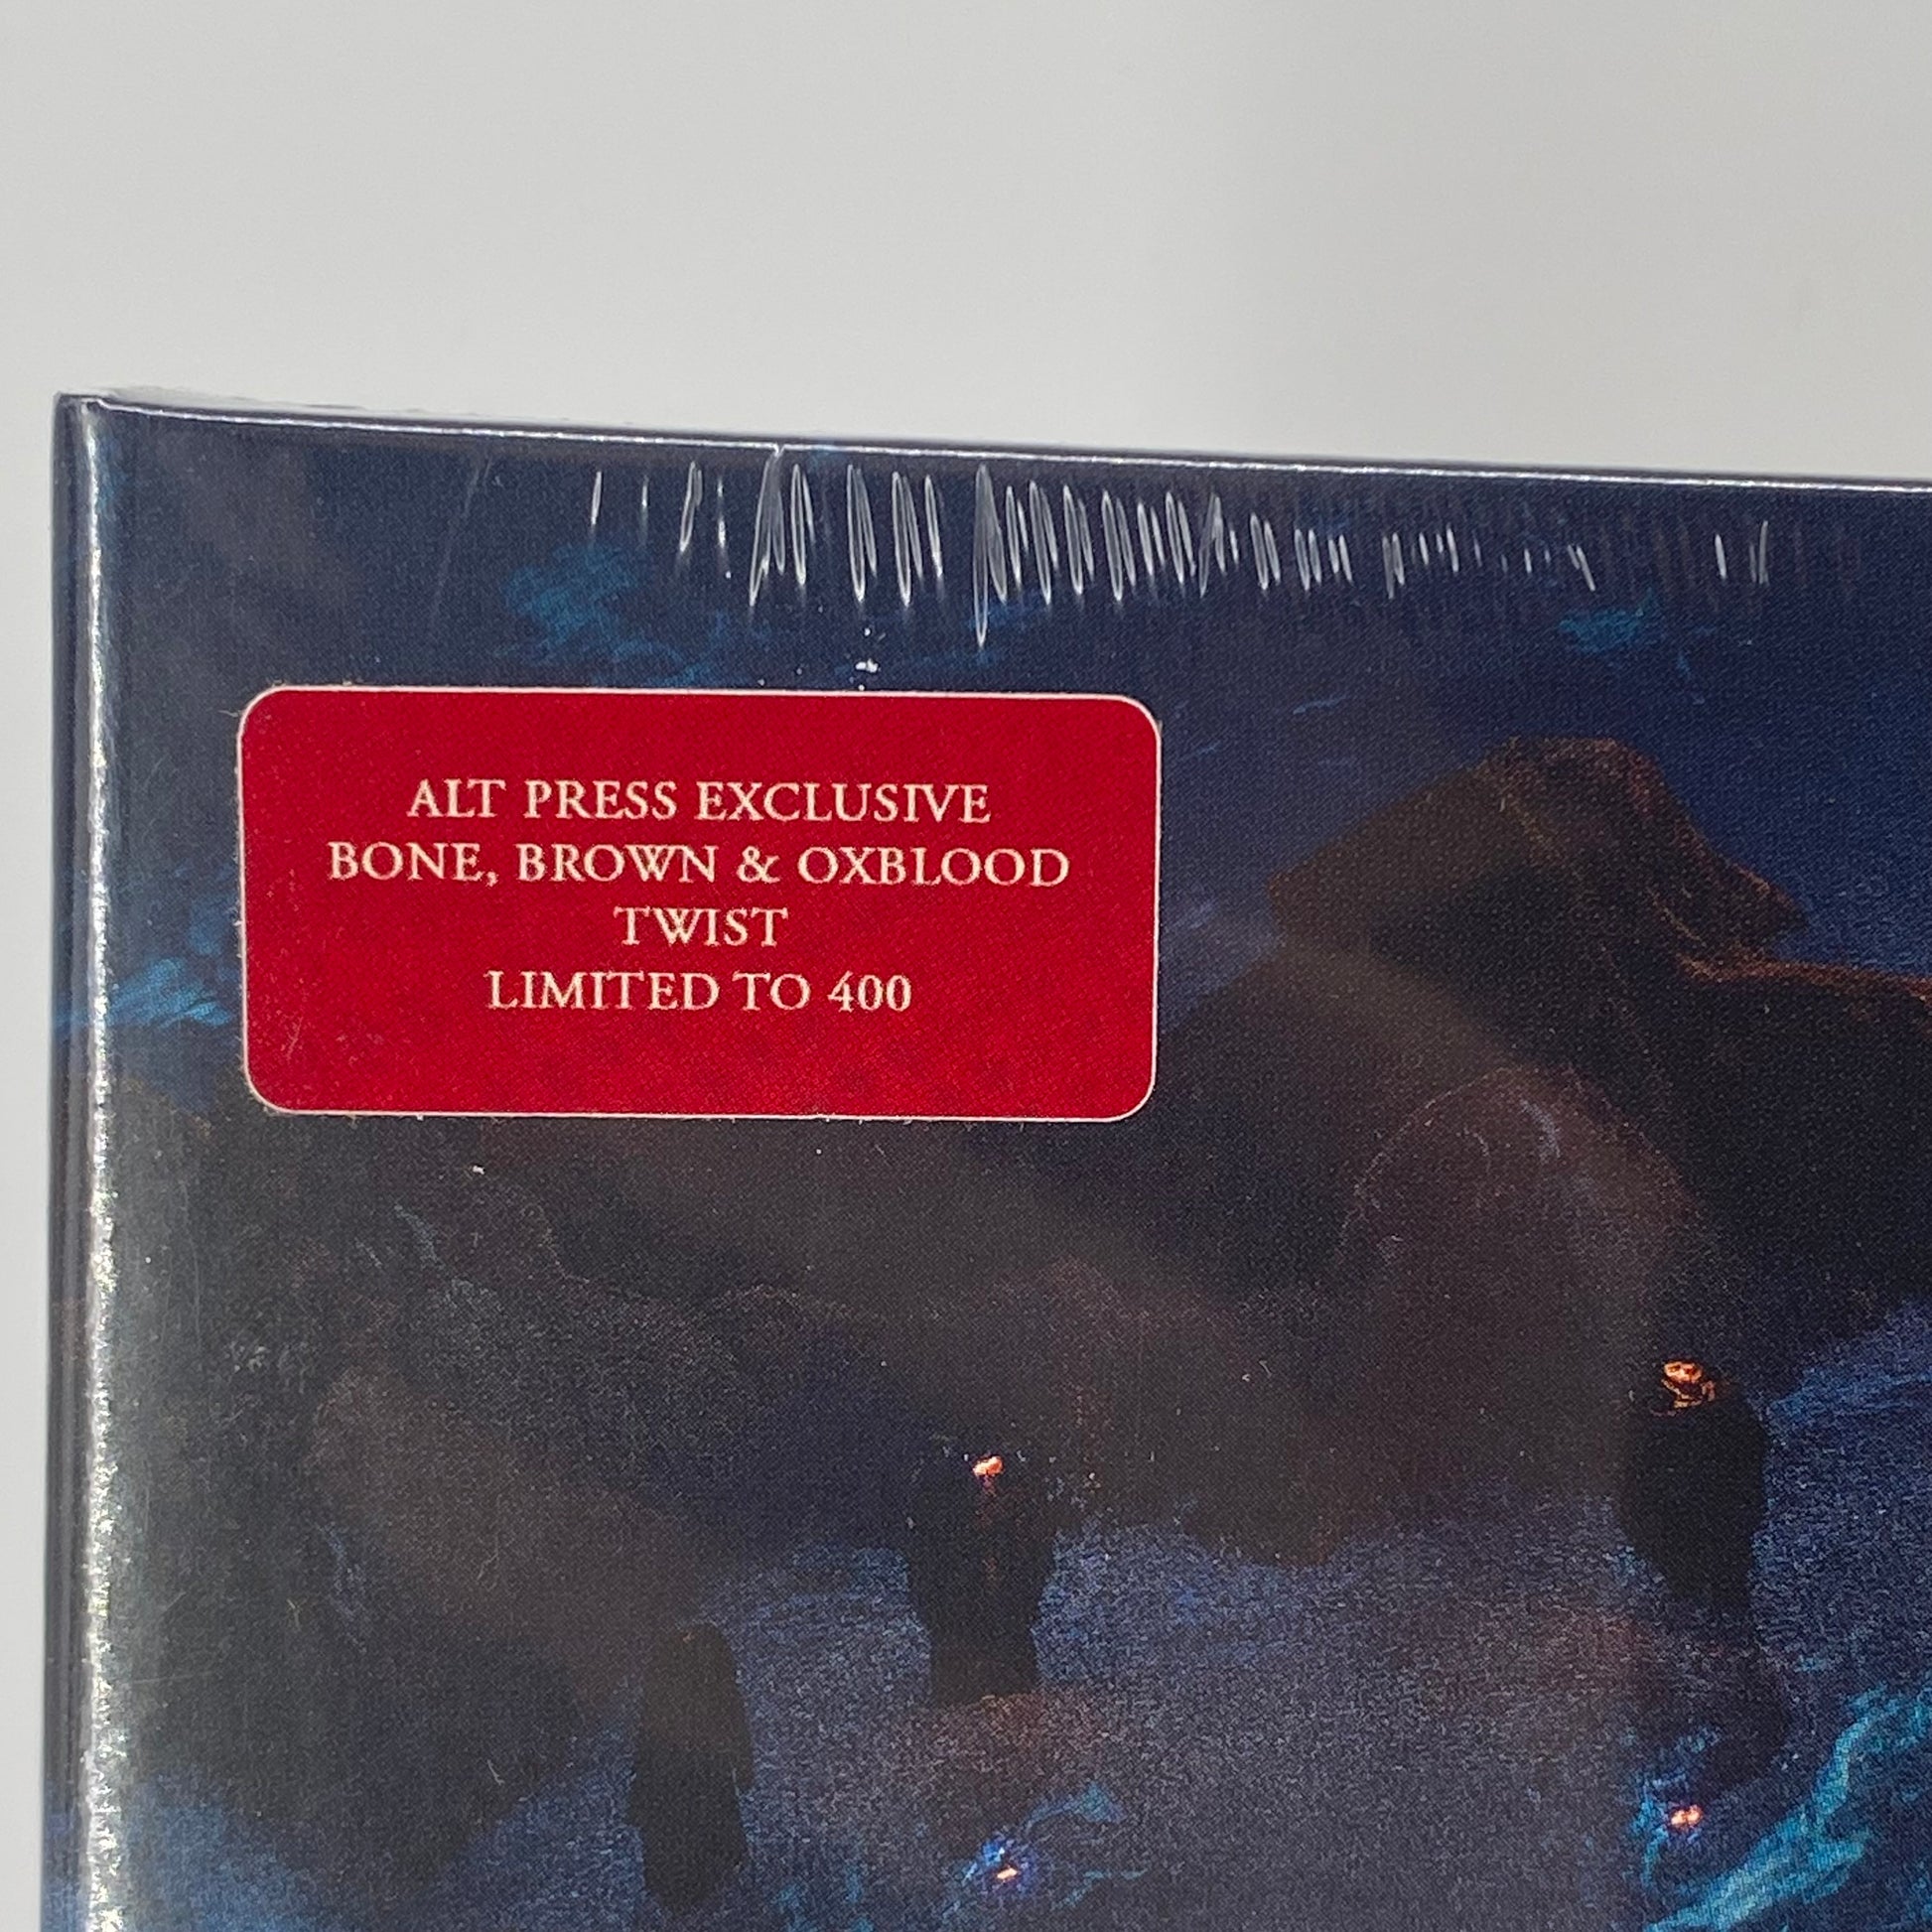 ALT PRESS EXCLUSIVE
BONE, BROWN & OXBLOOD
TWIST
LIMITED TO 400